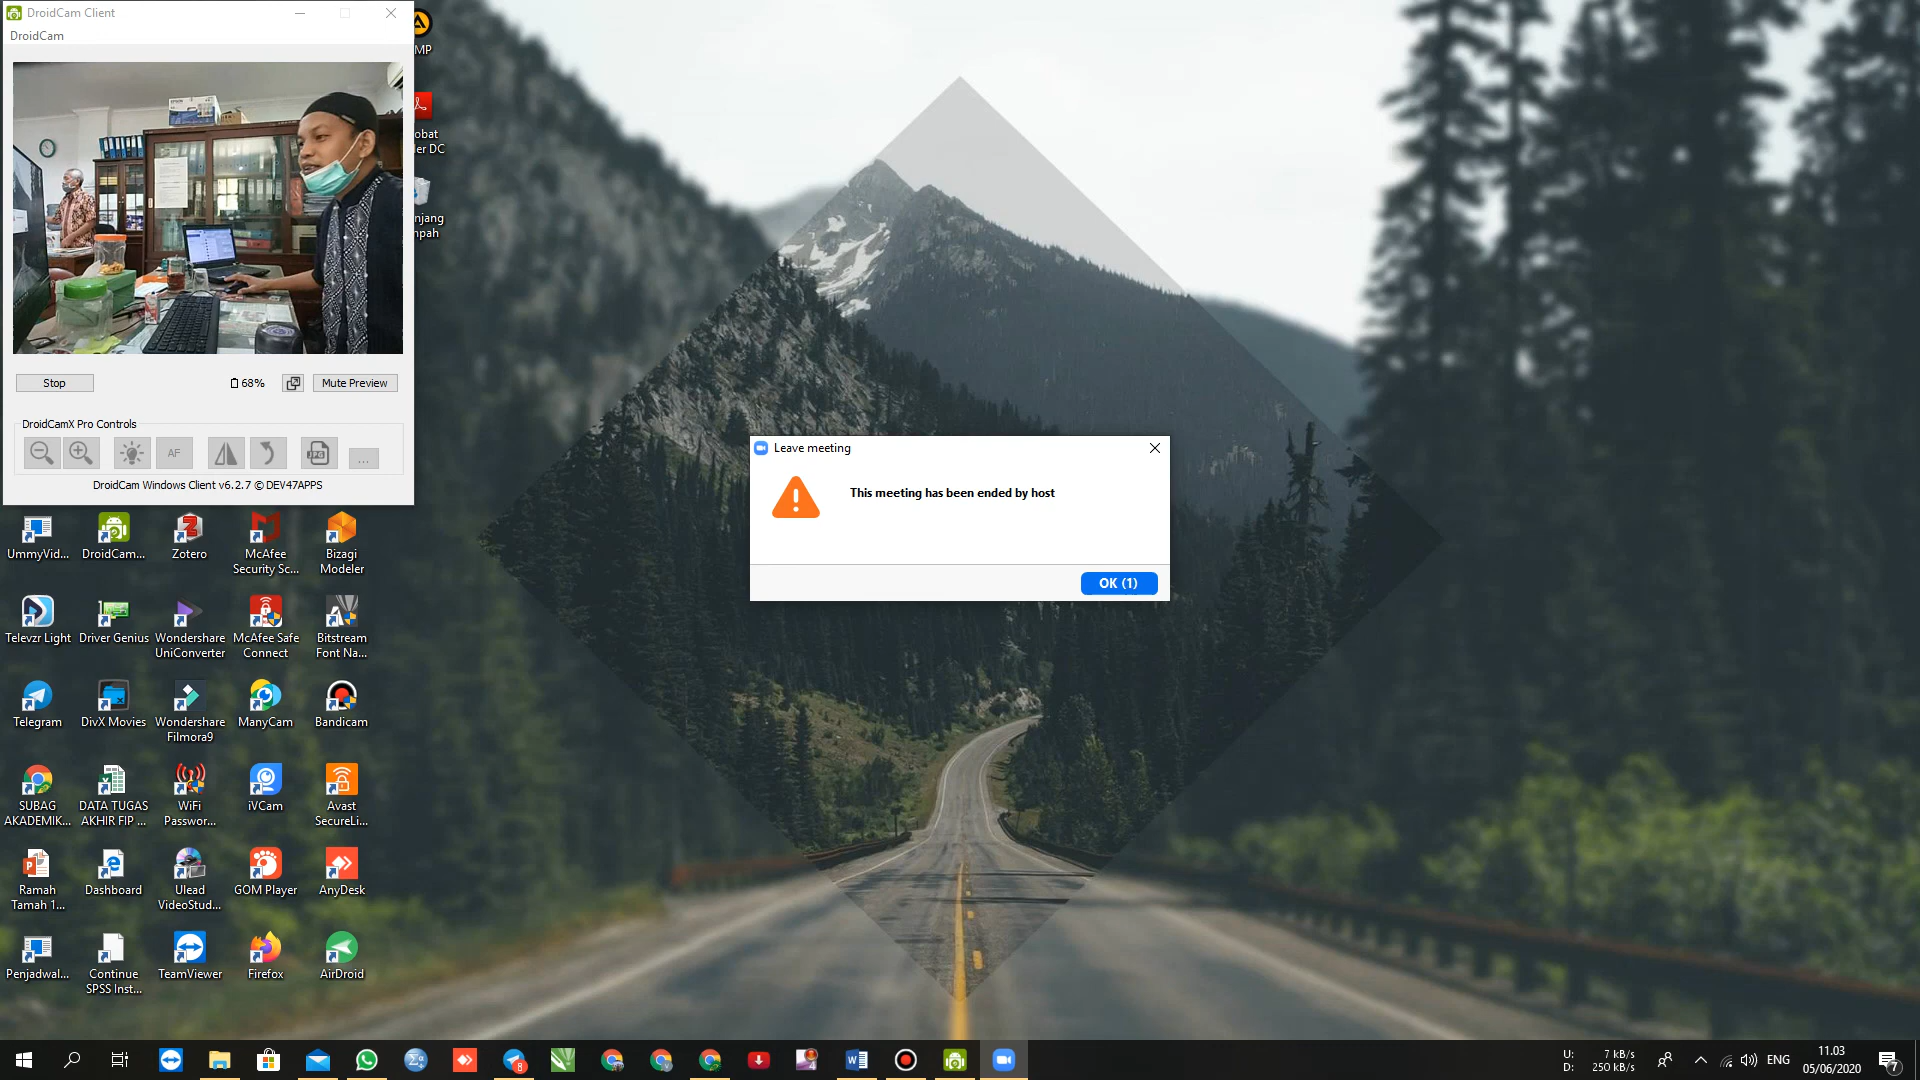 DroidCam Client
DroidCam
MP
obat
ler DC
njang
npah
Stop
68%
Mute Preview
DroidCamX Pro Controls
AF
JPG
...
DroidCam Windows Client v6.2.7 © DEV47APPS
Leave meeting
This meeting has been ended by host
OK (1)
UmmyVid...
DroidCam...
Zotero
McAfee
Security Sc...
Bizagi
Modeler
Televzr Light
Driver Genius
Wondershare
UniConverter
McAfee Safe
Connect
Bitstream
Font Na...
Telegram
DivX Movies
Wondershare
Filmora9
ManyCam
Bandicam
SUBAG
AKADEMIK...
DATA TUGAS
AKHIR FIP ...
WiFi
Passwor...
iVCam
Avast
SecureLi...
Ramah
Tamah 1...
Dashboard
Ulead
VideoStud...
GOM Player
AnyDesk
Penjadwal...
Continue
SPSS Inst...
TeamViewer
Firefox
AirDroid
8
4
U: 7 kB/s
D: 250 kB/s
ENG
11.03
05/06/2020
7